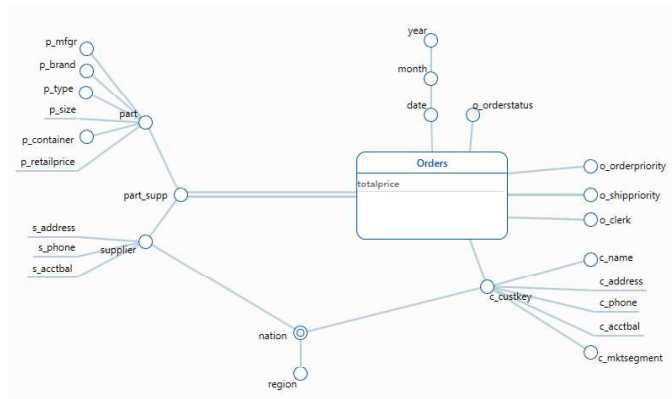 year
month
date
o_orderstatus
Orders
totalprice
o_orderpriority
o_shippriority
o_clerk
p_mfgr
p_brand
p_type
p_size
p_container
p_retailprice
part
part_supp
s_address
s_phone
s_acctbal
supplier
nation
region
c_custkey
c_name
c_address
c_phone
c_acctbal
c_mktsegment